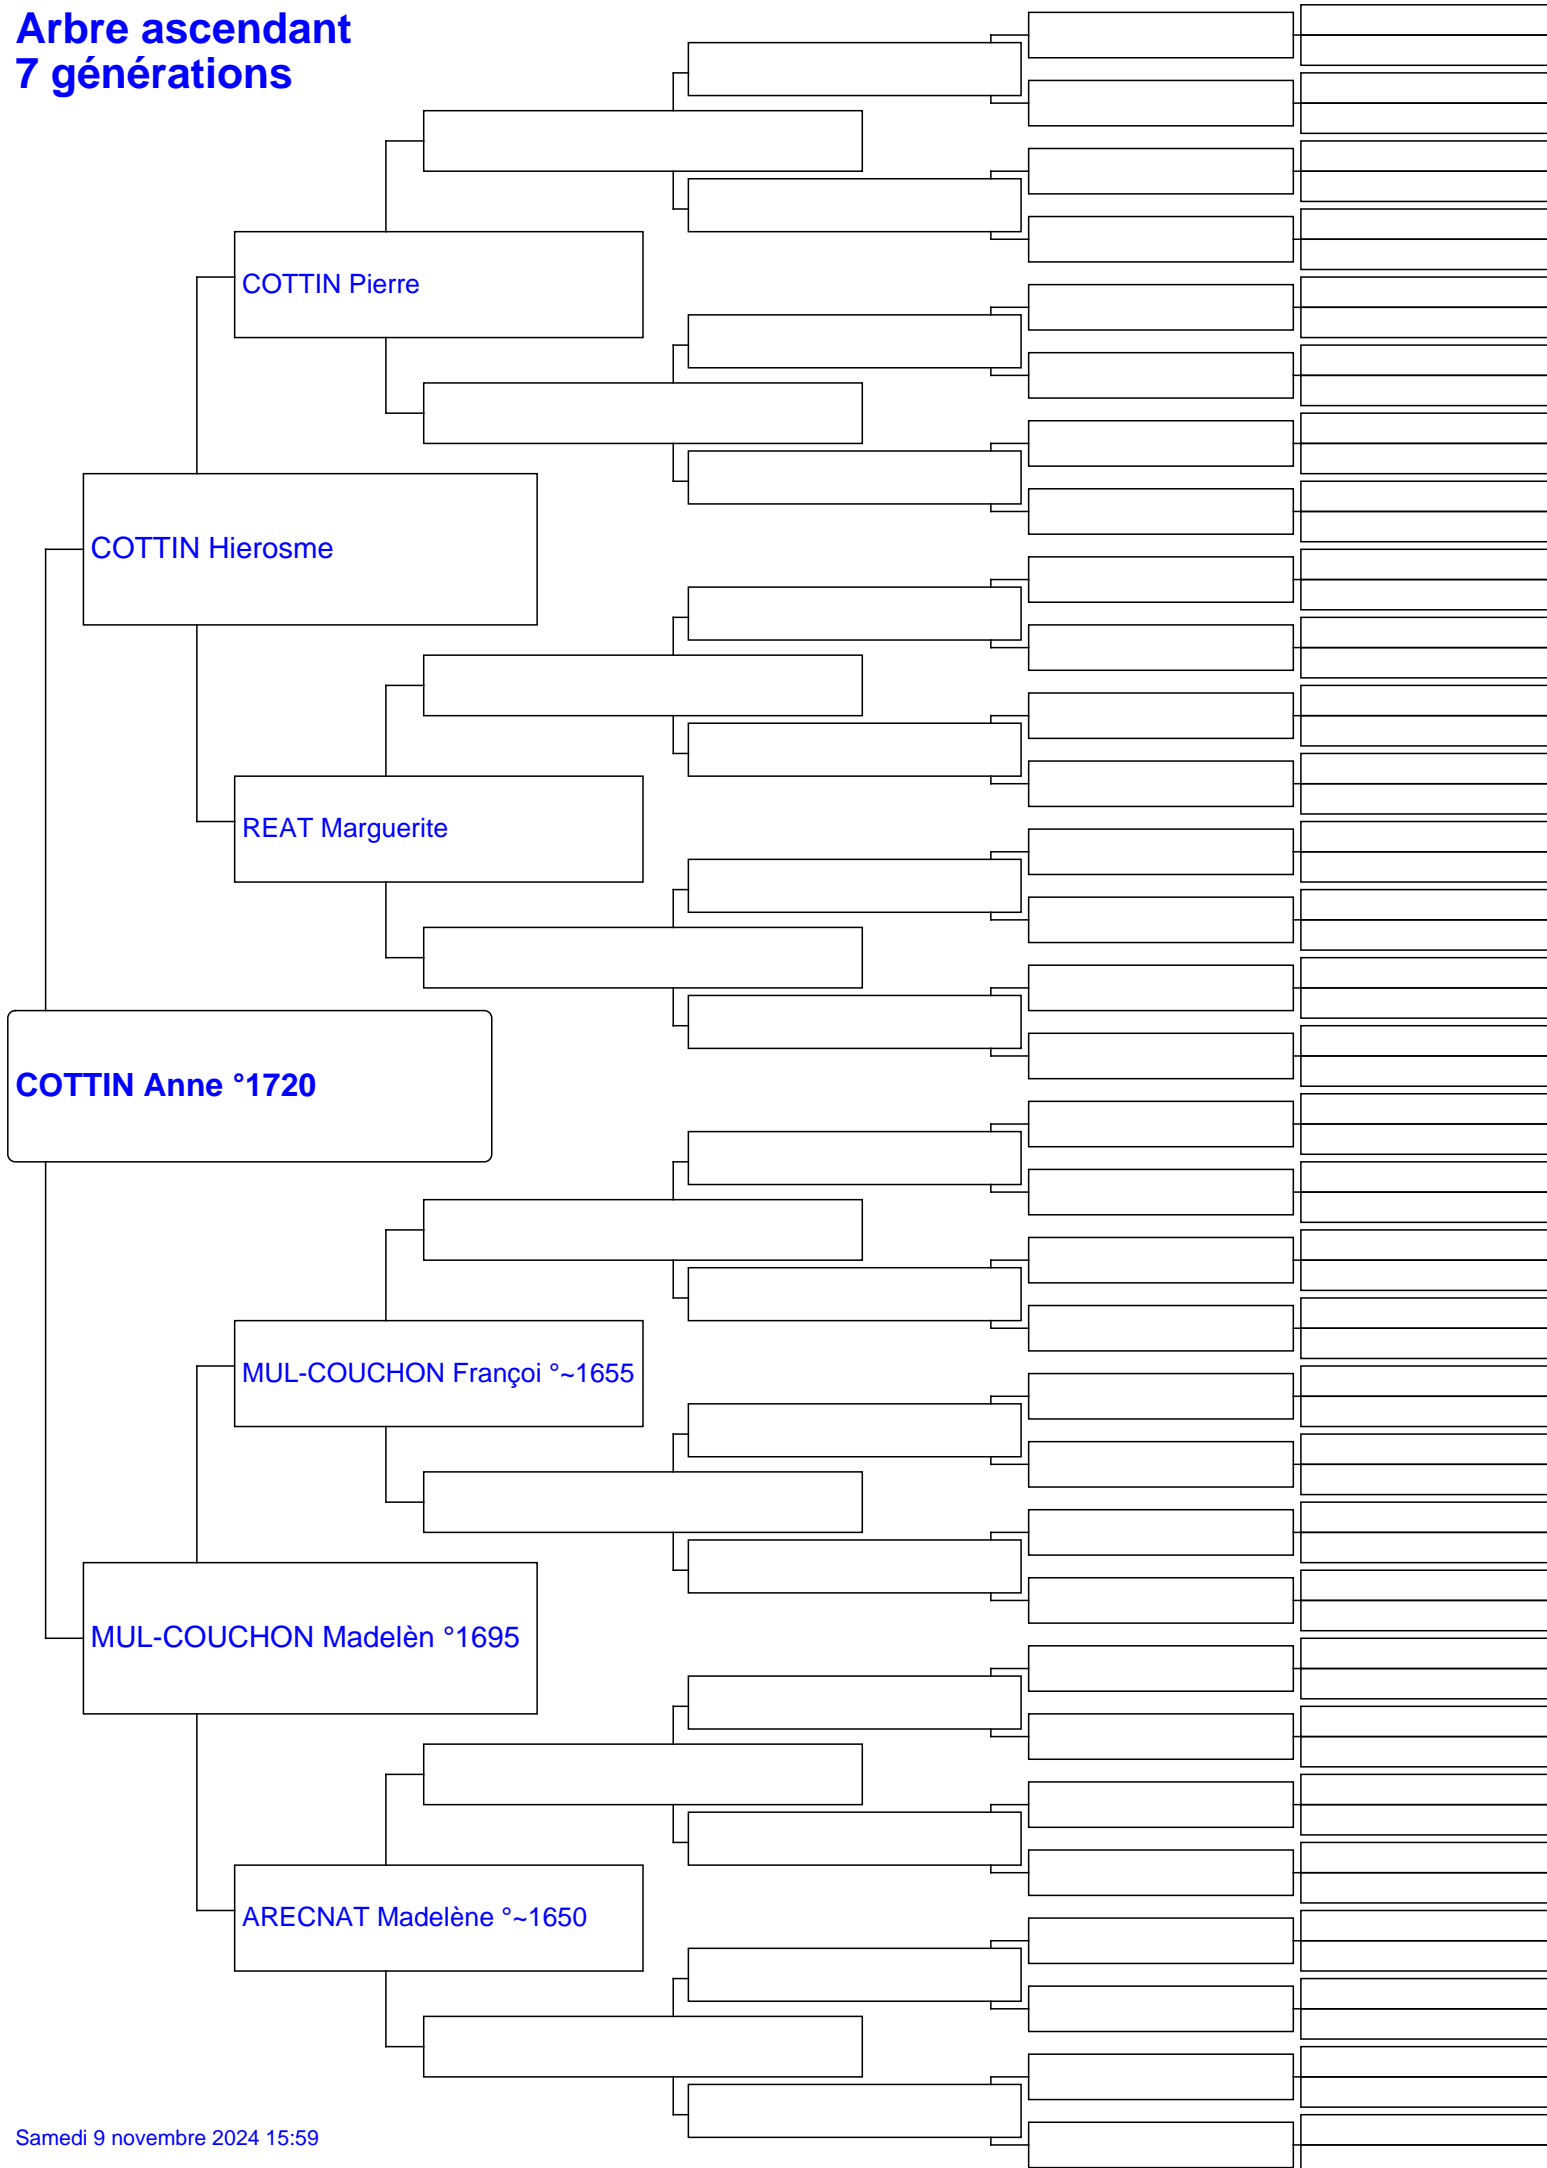 Arbre ascendant
7 générations
COTTIN Pierre
COTTIN Hierosme
REAT Marguerite
COTTIN Anne °1720
MUL-COUCHON Françoi °~1655
MUL-COUCHON Madelèn °1695
ARECNAT Madelène °~1650
Samedi 9 novembre 2024 15:59